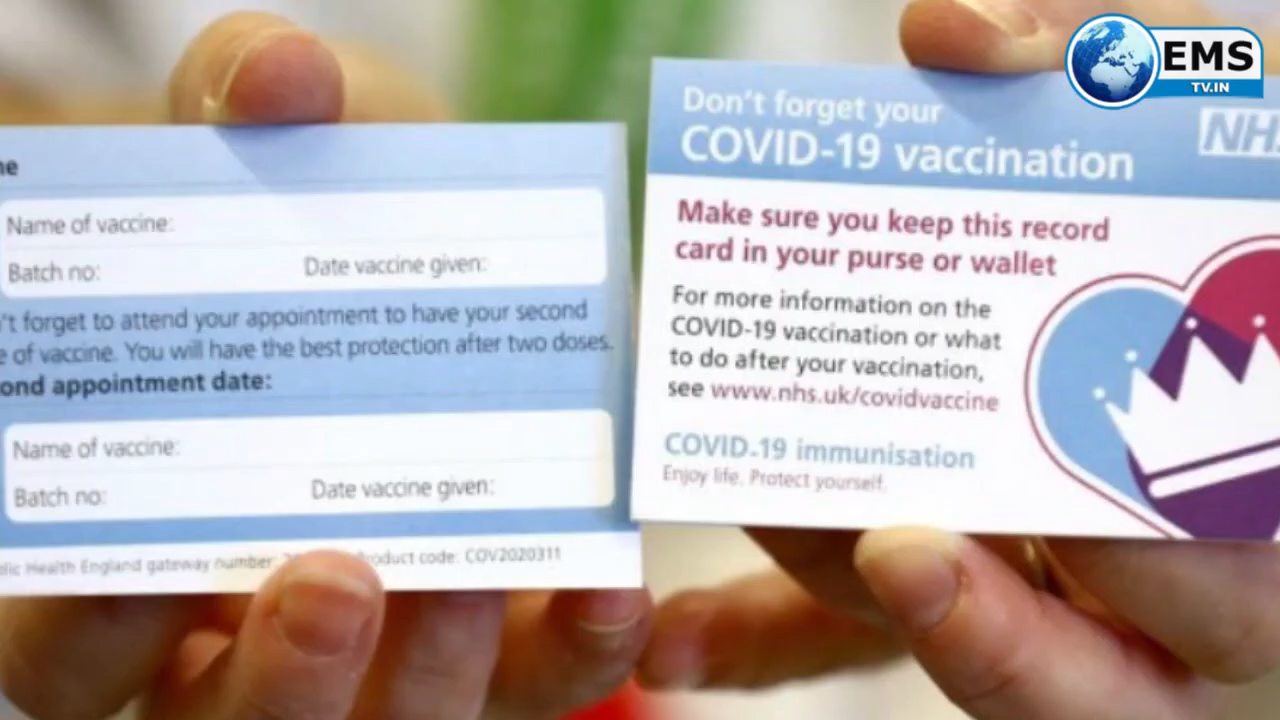 ne
Name of vaccine:
Batch no: Date vaccine given:
't forget to attend your appointment to have your second
e of vaccine. You will have the best protection after two doses.
ond appointment date:
Name of vaccine:
Batch no: Date vaccine given:
lic Health England gateway number: oduct code: COV2020311
Don't forget your
COVID-19 vaccination
NHS
Make sure you keep this record
card in your purse or wallet
For more information on the
COVID-19 vaccination or what
to do after your vaccination,
see www.nhs.uk/covidvaccine
COVID-19 immunisation
Enjoy life. Protect yourself.
EMS
TV.IN